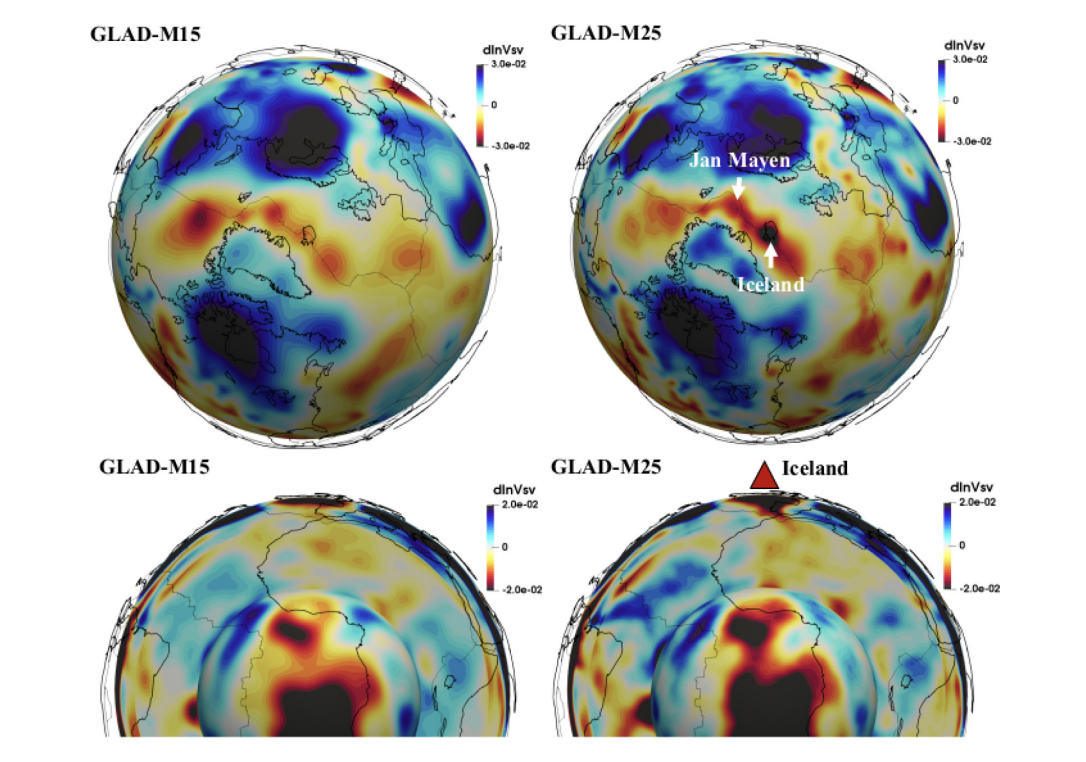 GLAD-M15
GLAD-M25
dlnVsv
3.0e-02
0
-3.0e-02
dlnVsv
3.0e-02
0
-3.0e-02
Jan Mayen
Iceland
GLAD-M15
GLAD-M25
Iceland
dlnVsv
2.0e-02
0
-2.0e-02
dlnVsv
2.0e-02
0
-2.0e-02